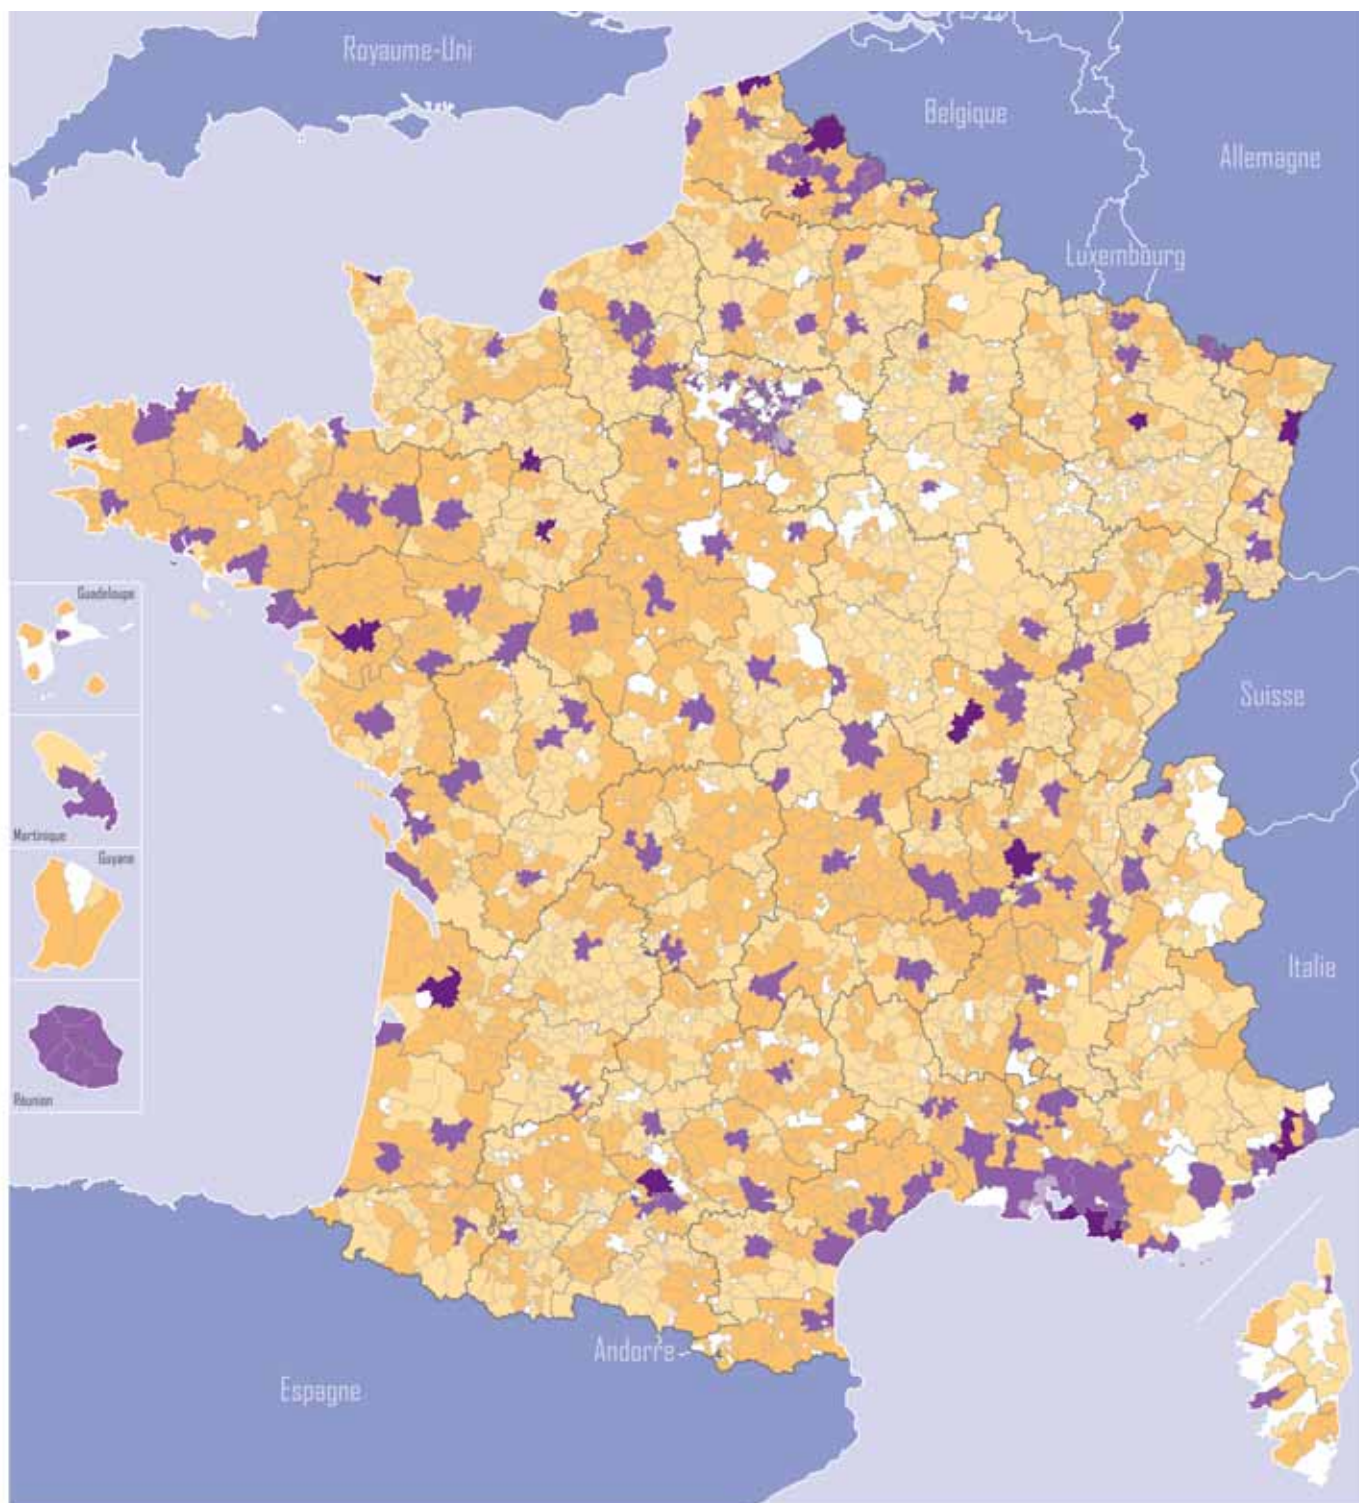 Royaume-Uni
Belgique
Allemagne
Luxembourg
Guadeloupe
Suisse
Martinique
Guyane
Italie
Réunion
Andorre
Espagne